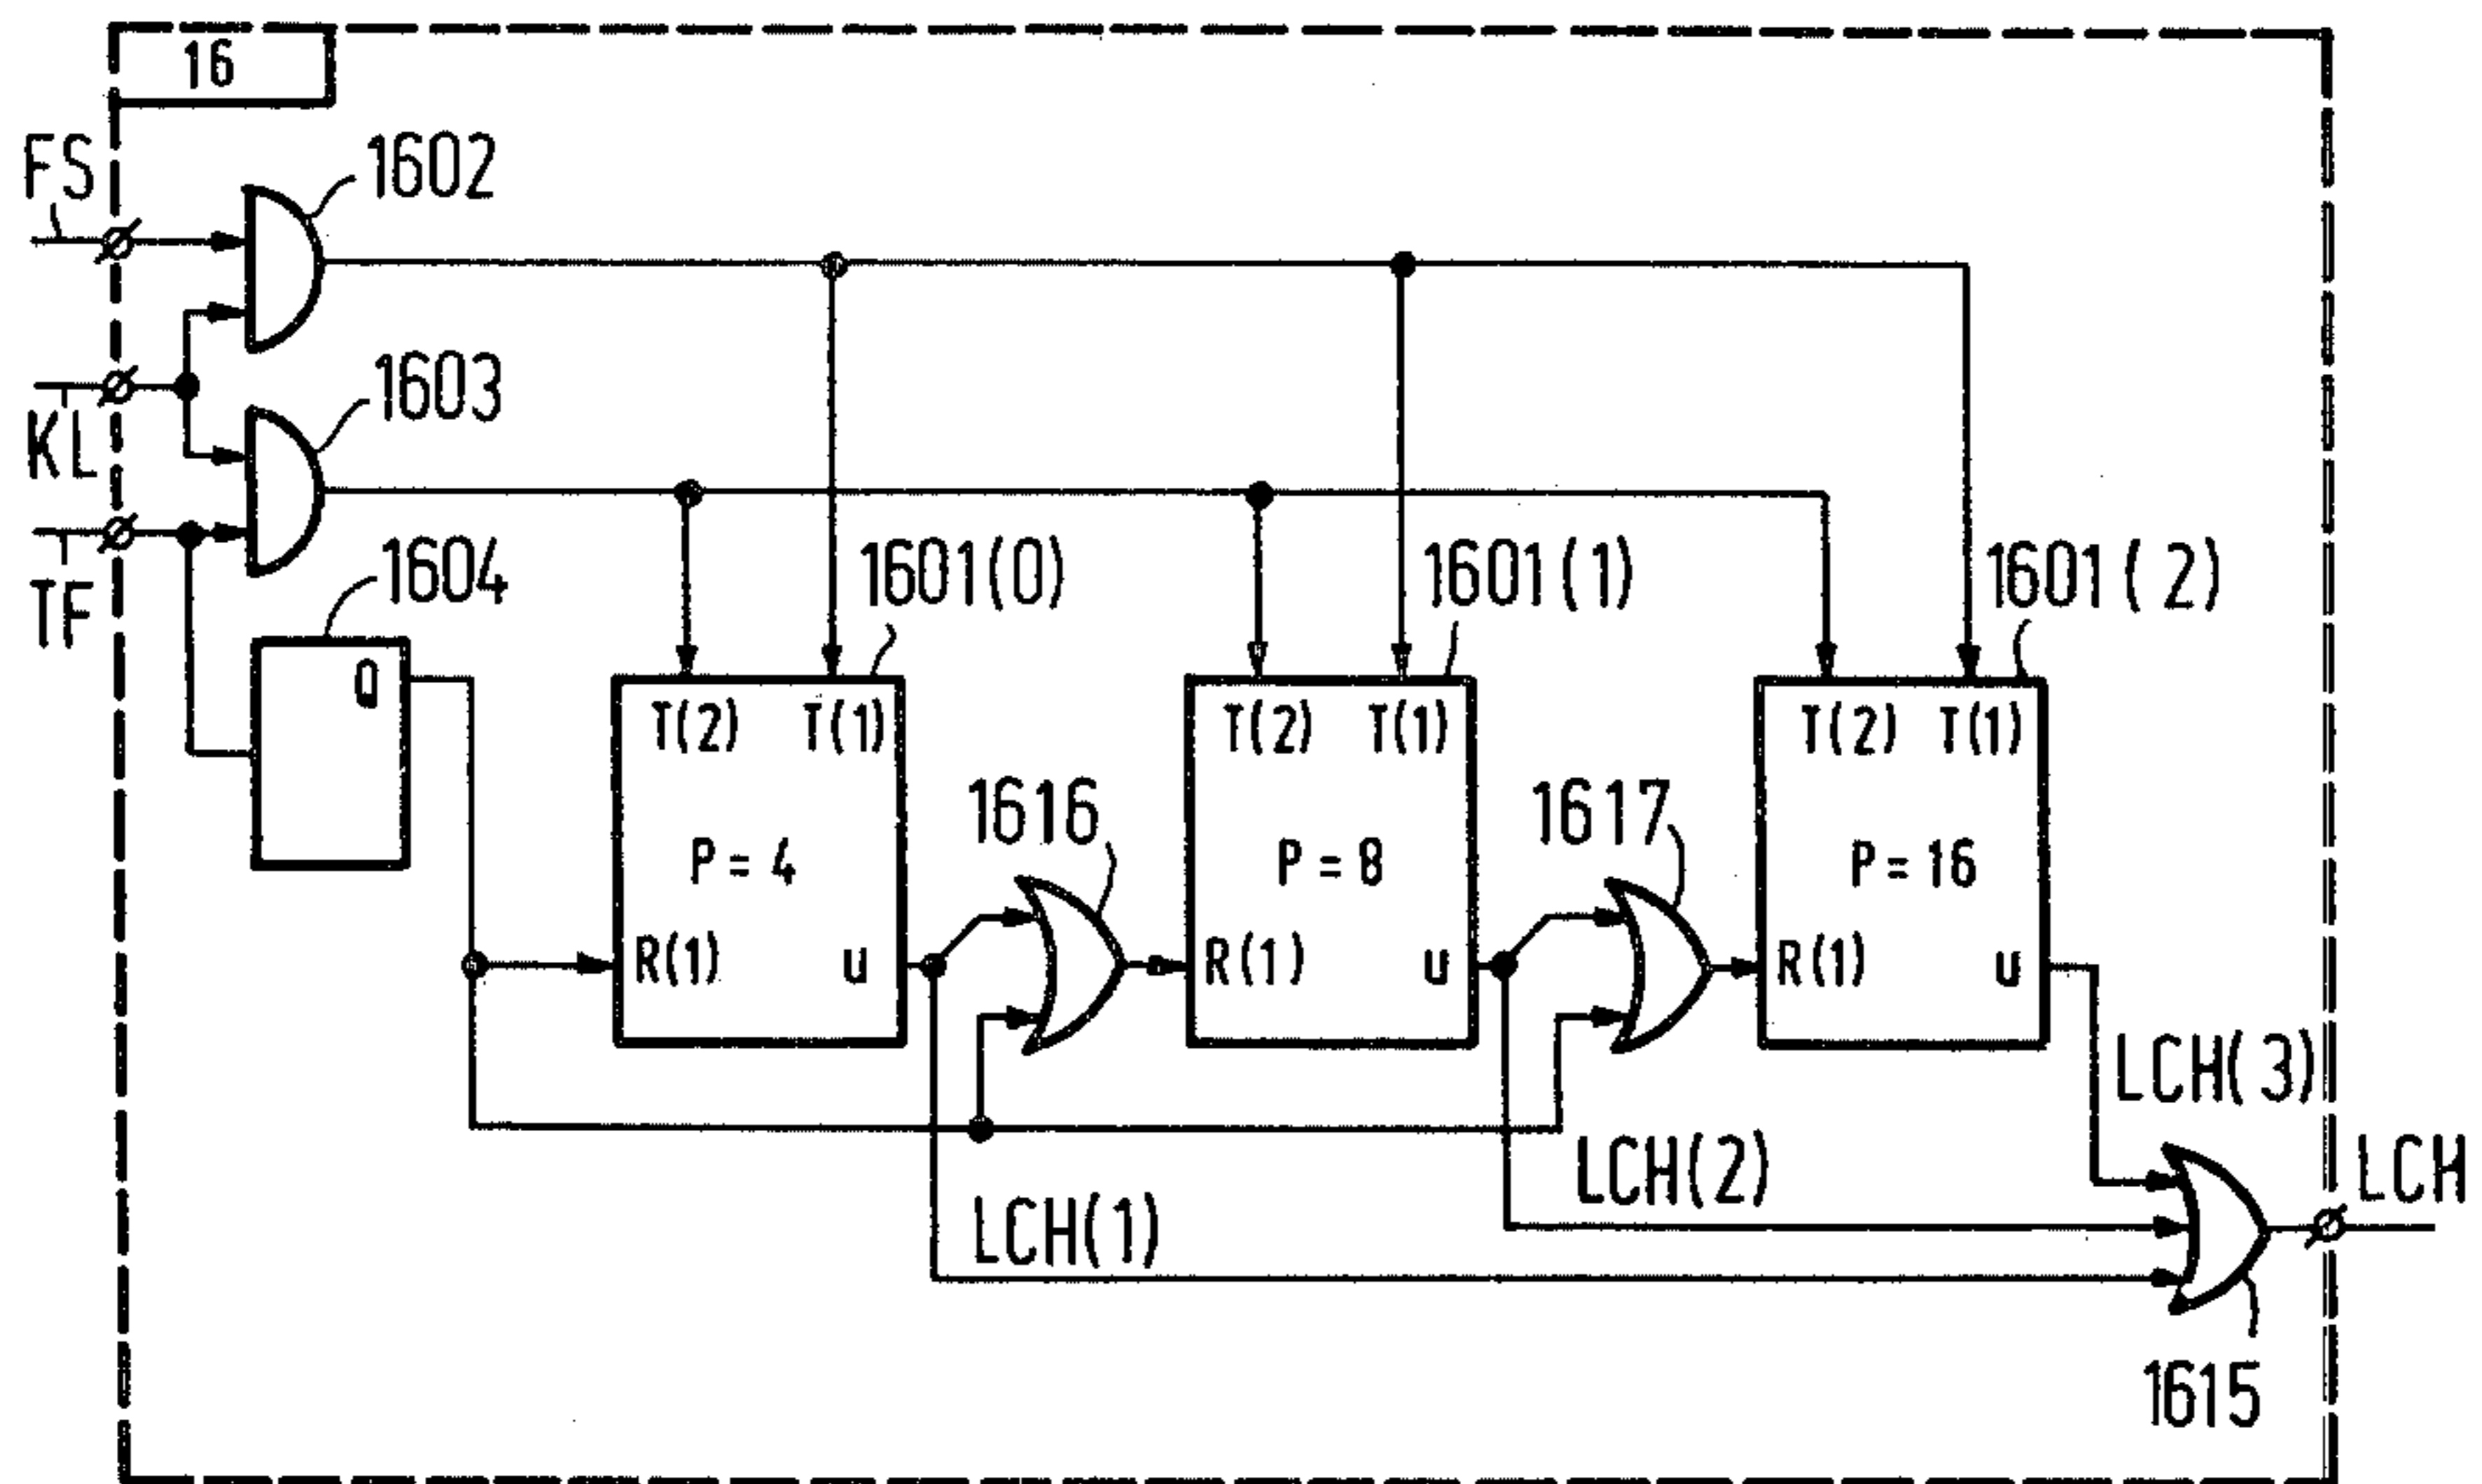 16
FS
1602
KL
1603
TF
1604
Q
1601(0)
1601(1)
1601(2)
T(2) T(1)
P = 4
R(1) u
1616
T(2) T(1)
P = 8
R(1) u
1617
T(2) T(1)
P = 16
R(1) u
LCH(3)
LCH(2)
LCH(1)
LCH
1615